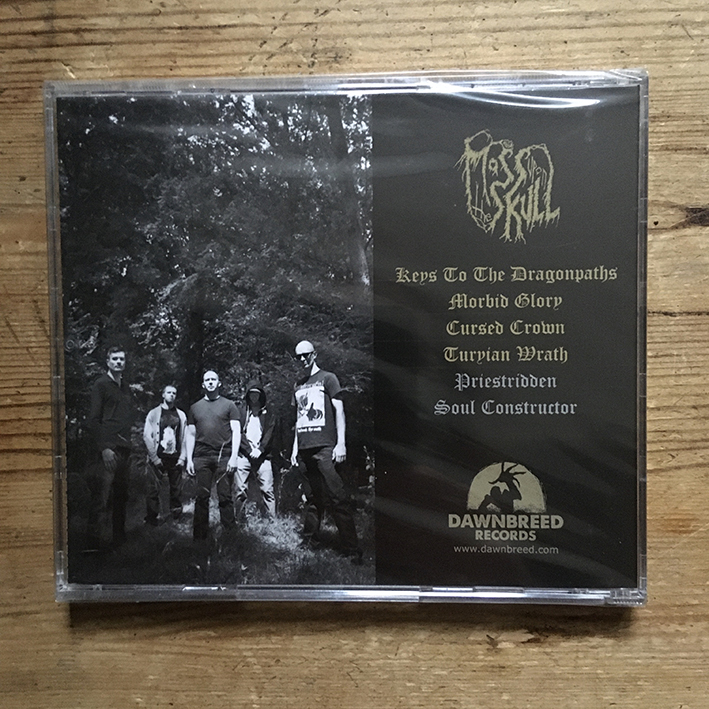 Moss upon the Skull
Keys To The Dragonpaths
Morbid Glory
Cursed Crown
Turyian Wrath
Priestridden
Soul Constructor
DAWNBREED
RECORDS
www.dawnbreed.com